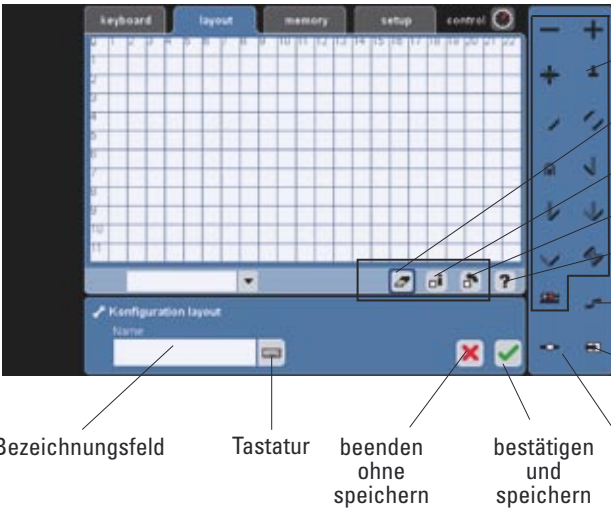 keyboard layout memory setup control
0 1 2 3 4 5 6 7 8 9 10 11 12 13 14 15 16 17 18 19 20 21 22
1
2
3
4
5
6
7
8
9
10
11
?
Konfiguration layout
Name
Bezeichnungsfeld Tastatur beenden bestätigen
ohne und
speichern speichern